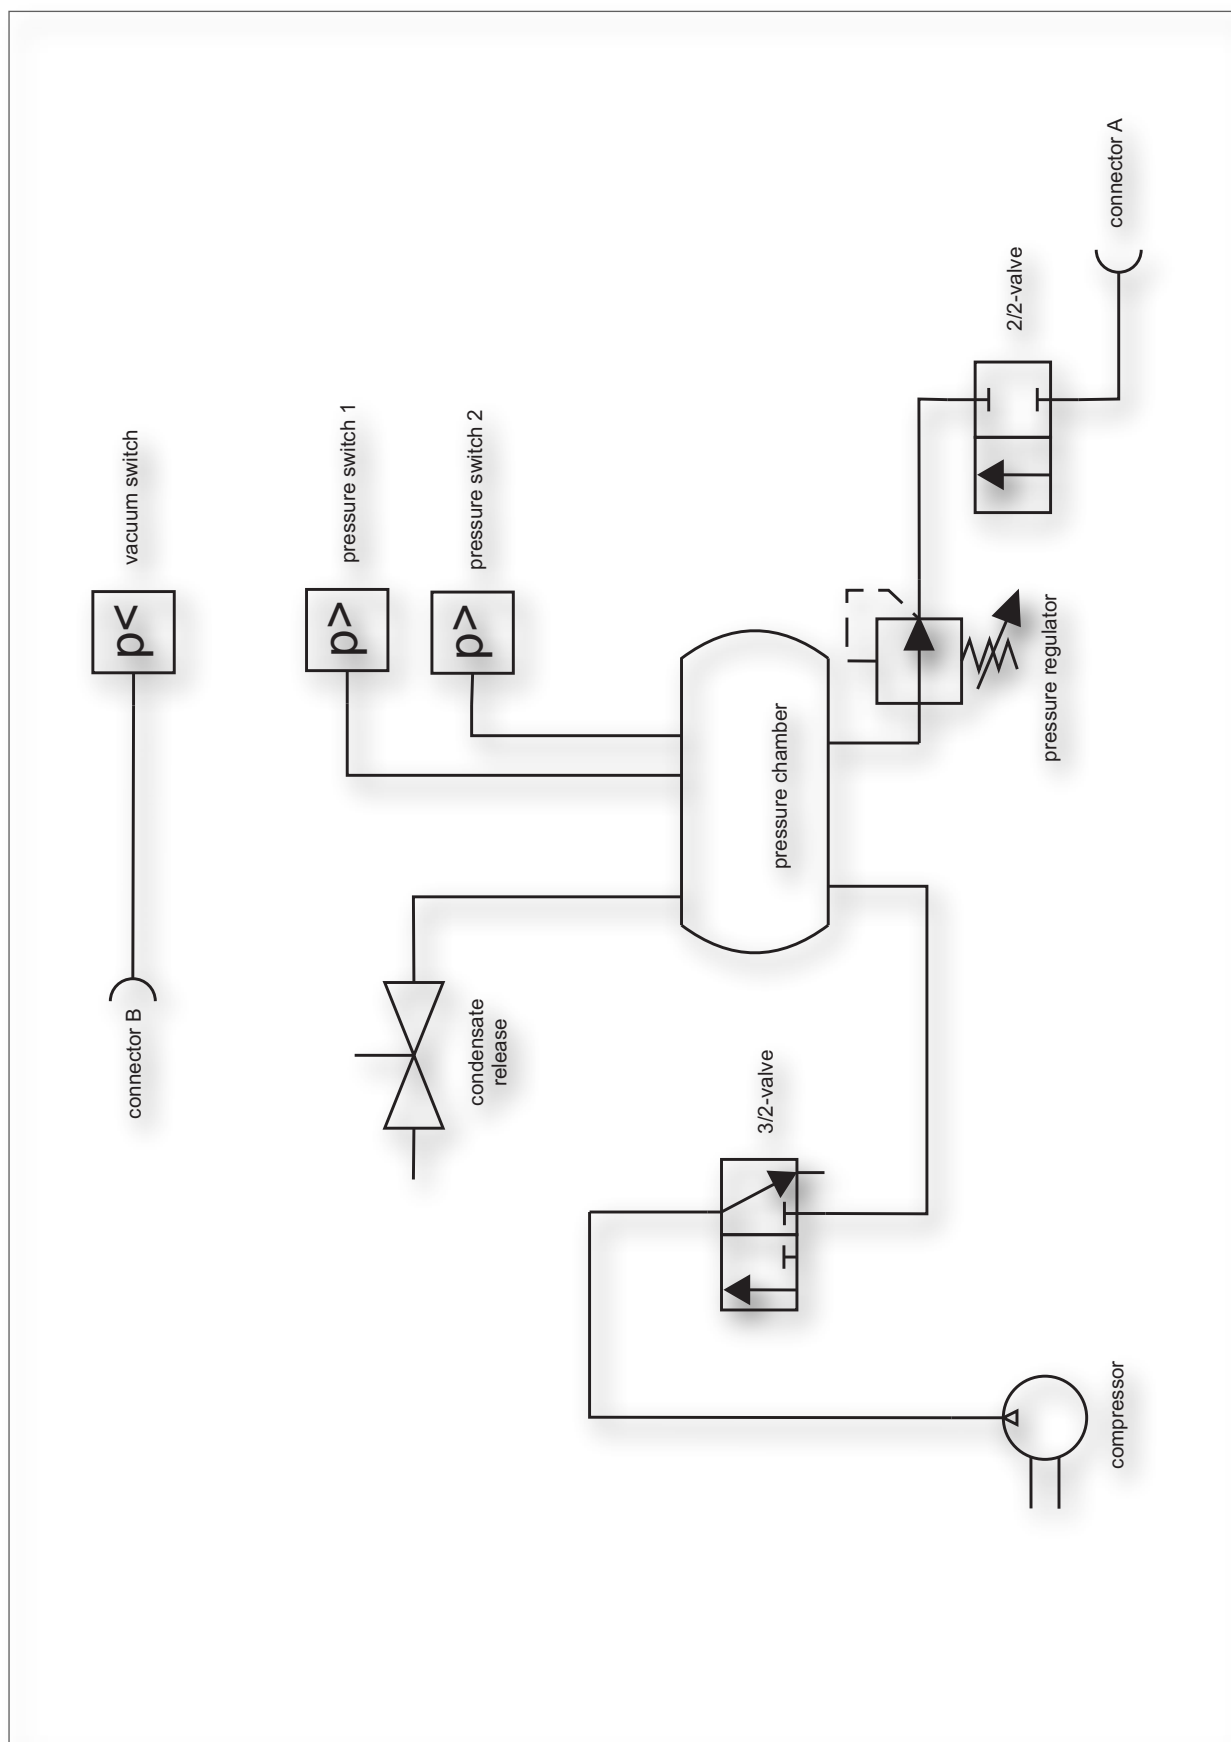 connector B
p<
vacuum switch
p>
pressure switch 1
p>
pressure switch 2
condensate
release
pressure chamber
3/2-valve
pressure regulator
2/2-valve
compressor
connector A